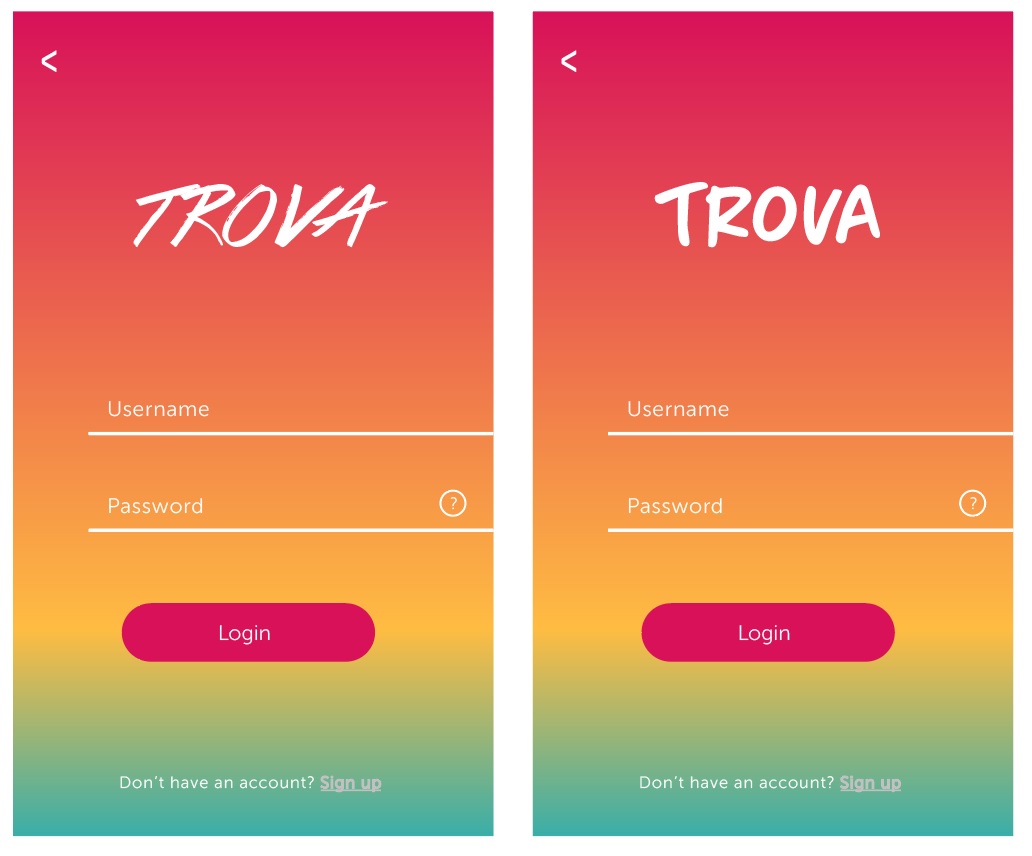 <
TROVA
Username
Password ?
Login
Don't have an account? Sign up
<
TROVA
Username
Password ?
Login
Don't have an account? Sign up